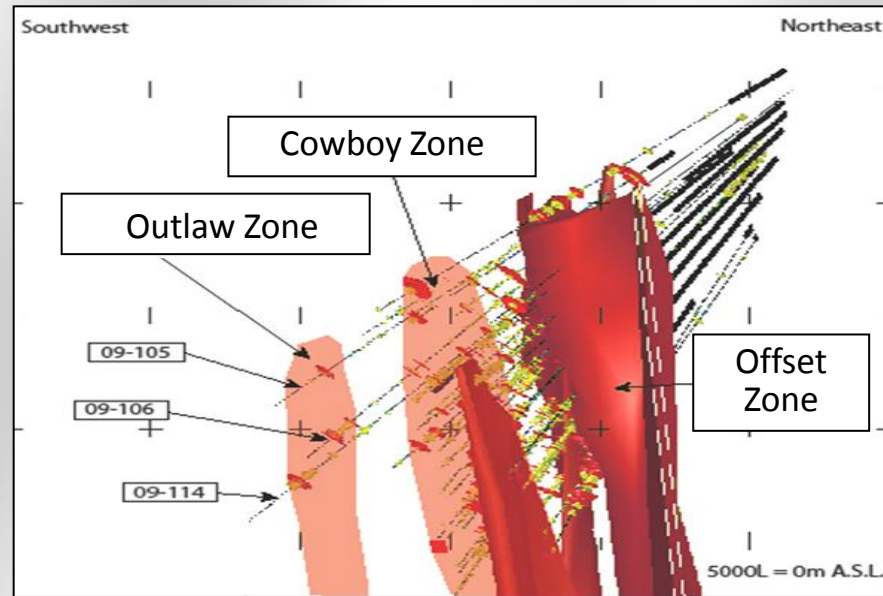 Southwest
Northeast
Cowboy Zone
Outlaw Zone
09-105
Offset
Zone
09-106
09-114
5000L = 0m A.S.L.